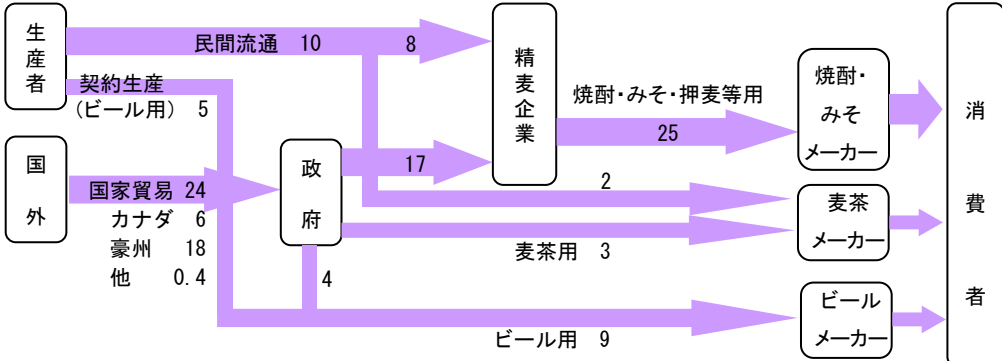 生産者
民間流通 10
8
契約生産
(ビール用) 5
国外
国家貿易 24
カナダ 6
豪州 18
他 0.4
政府
17
4
精麦企業
焼酎・みそ・押麦等用
25
2
麦茶用 3
ビール用 9
焼酎・
みそ
メーカー
麦茶
メーカー
ビール
メーカー
消費者